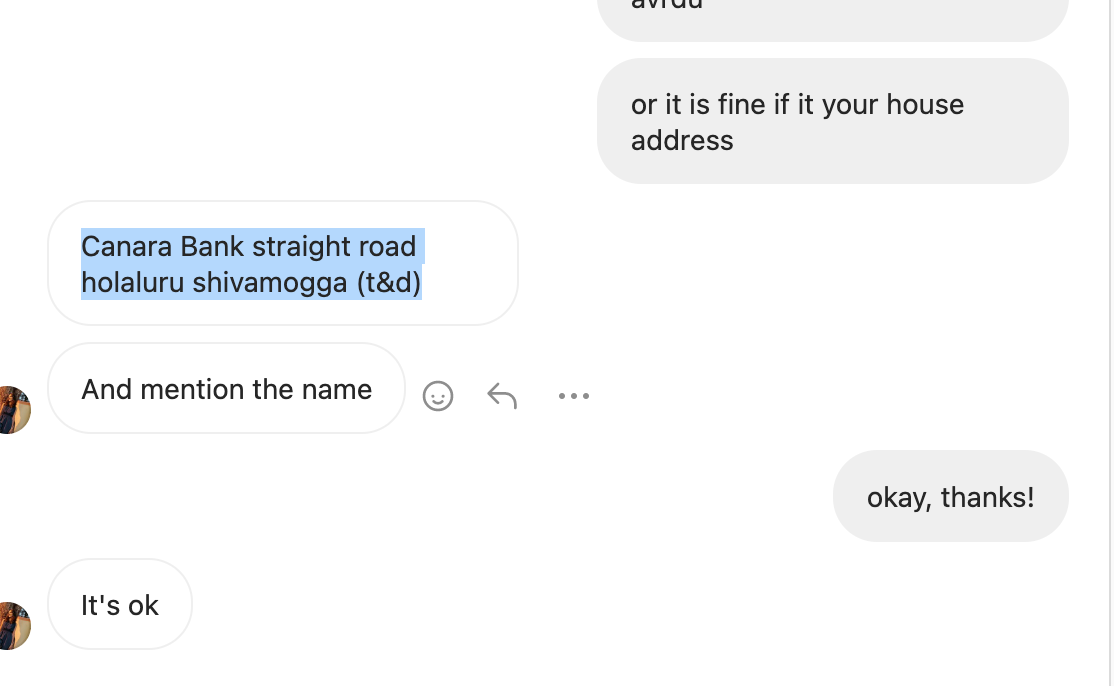 or it is fine if it your house
address
Canara Bank straight road
holaluru shivamogga (t&d)
And mention the name
okay, thanks!
It's ok